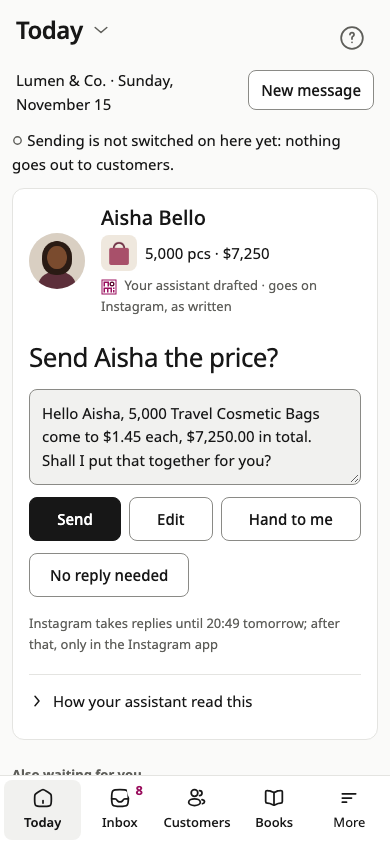 Today
Lumen & Co. · Sunday,
November 15
New message
Sending is not switched on here yet: nothing
goes out to customers.
Aisha Bello
5,000 pcs · $7,250
Your assistant drafted · goes on
Instagram, as written
Send Aisha the price?
Hello Aisha, 5,000 Travel Cosmetic Bags
come to $1.45 each, $7,250.00 in total.
Shall I put that together for you?
Send
Edit
Hand to me
No reply needed
Instagram takes replies until 20:49 tomorrow; after
that, only in the Instagram app
How your assistant read this
Also waiting for you
8
Today
Inbox
Customers
Books
More